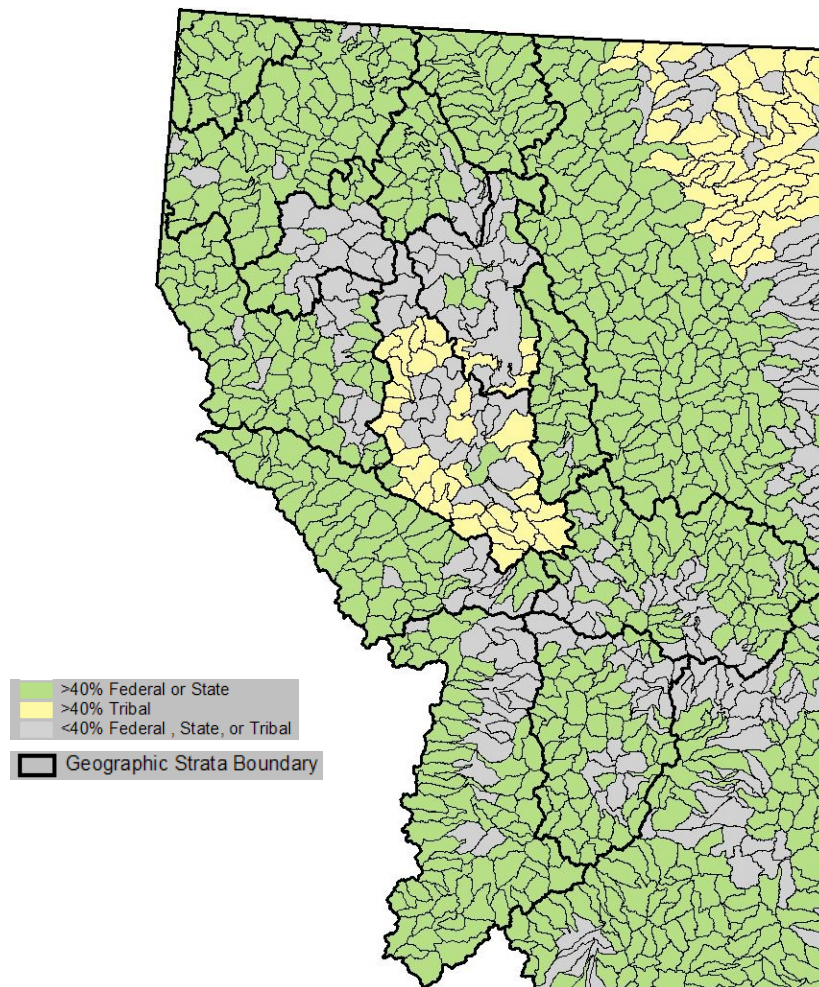 >40% Federal or State
>40% Tribal
<40% Federal , State, or Tribal
Geographic Strata Boundary